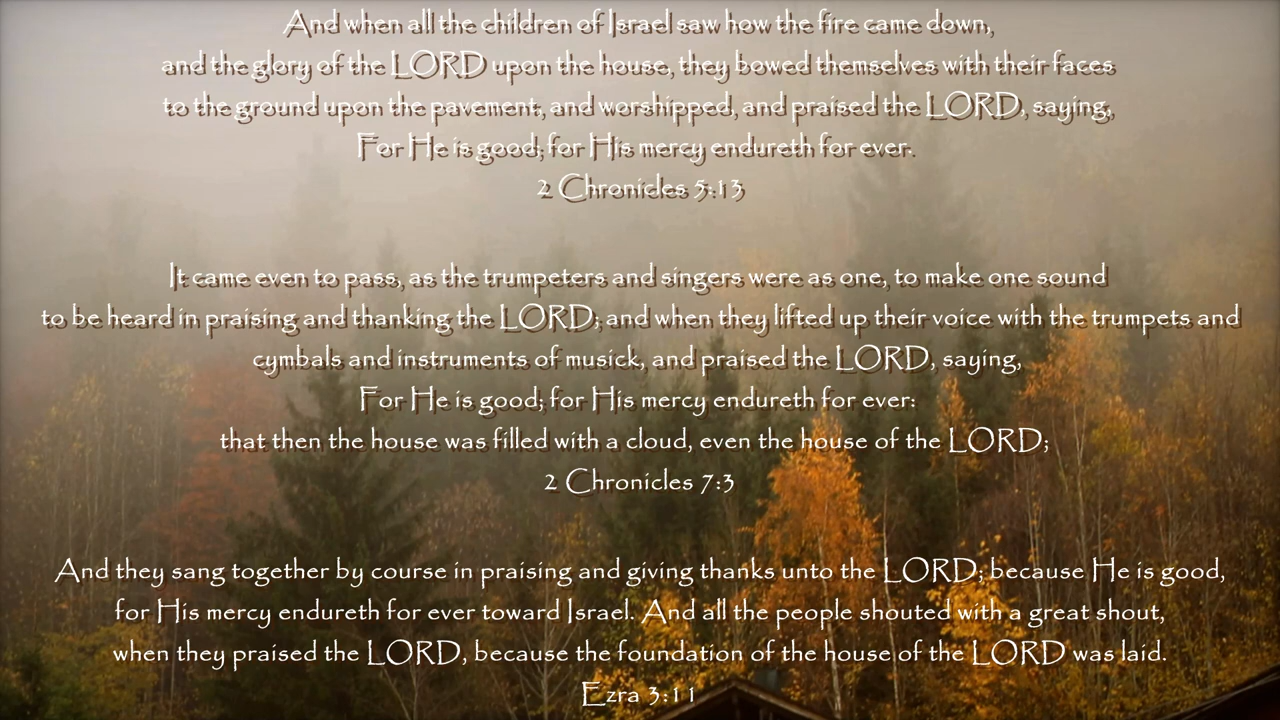 And when all the children of Israel saw how the fire came down,
and the glory of the LORD upon the house, they bowed themselves with their faces
to the ground upon the pavement, and worshipped, and praised the LORD, saying,
For He is good; for His mercy endureth for ever.
2 Chronicles 5:13
It came even to pass, as the trumpeters and singers were as one, to make one sound
to be heard in praising and thanking the LORD; and when they lifted up their voice with the trumpets and
cymbals and instruments of musick, and praised the LORD, saying,
For He is good; for His mercy endureth for ever:
that then the house was filled with a cloud, even the house of the LORD;
2 Chronicles 7:3
And they sang together by course in praising and giving thanks unto the LORD; because He is good,
for His mercy endureth for ever toward Israel. And all the people shouted with a great shout,
when they praised the LORD, because the foundation of the house of the LORD was laid.
Ezra 3:11